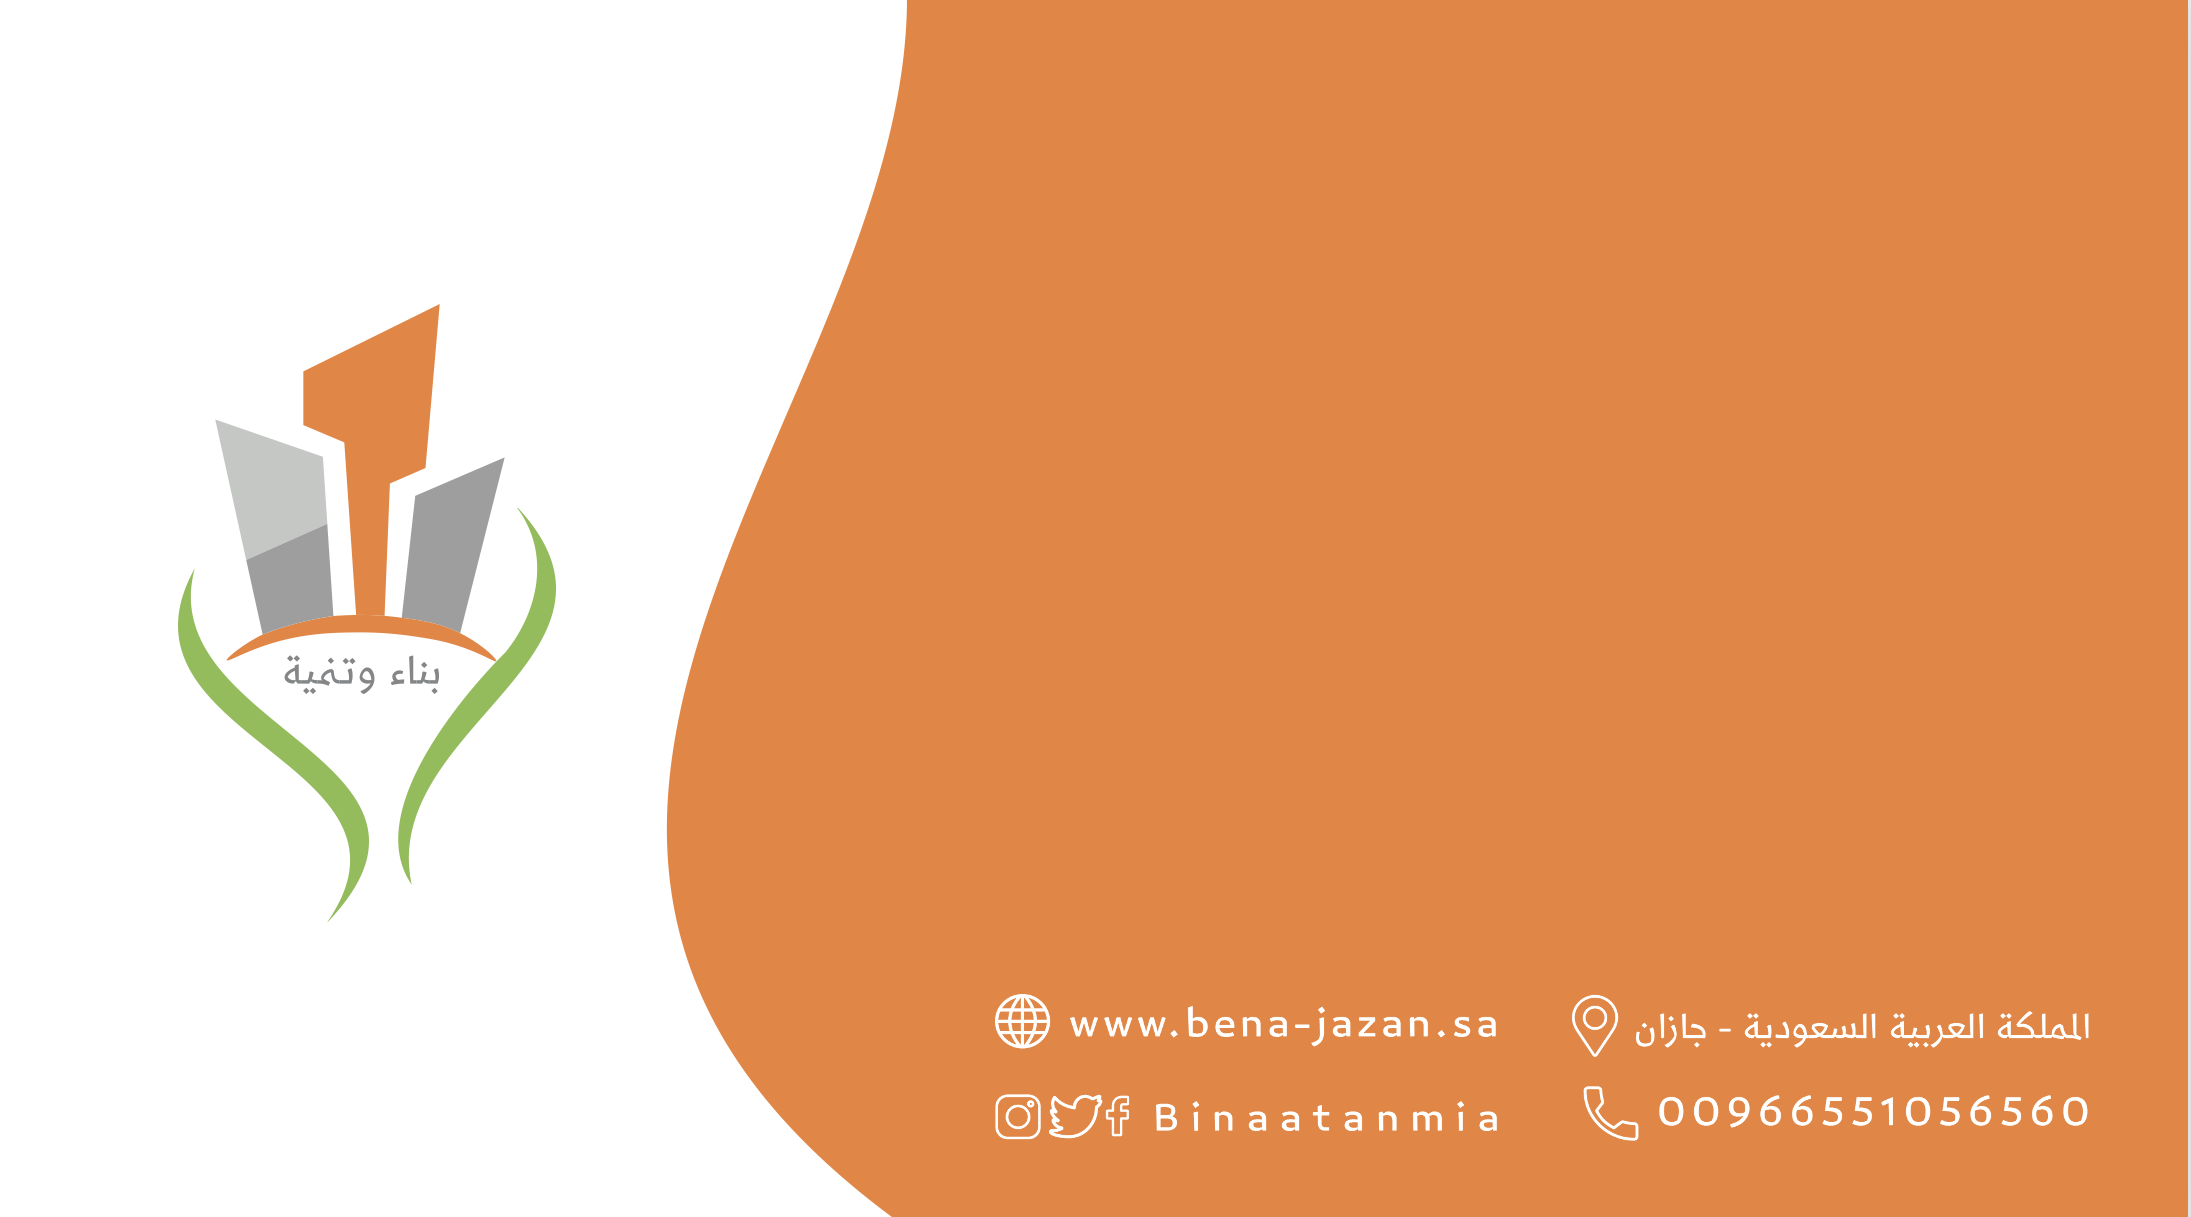 بناء وتنمية
www.bena-jazan.sa
المملكة العربية السعودية - جازان
Binaatanmia
00966551056560